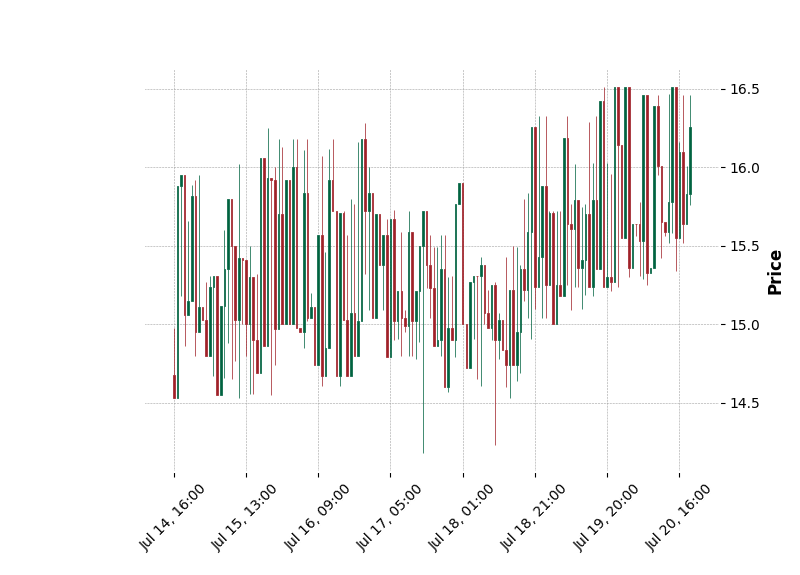 16.5
16.0
15.5
15.0
14.5
Price
Jul 14, 16:00
Jul 15, 13:00
Jul 16, 09:00
Jul 17, 05:00
Jul 18, 01:00
Jul 18, 21:00
Jul 19, 20:00
Jul 20, 16:00